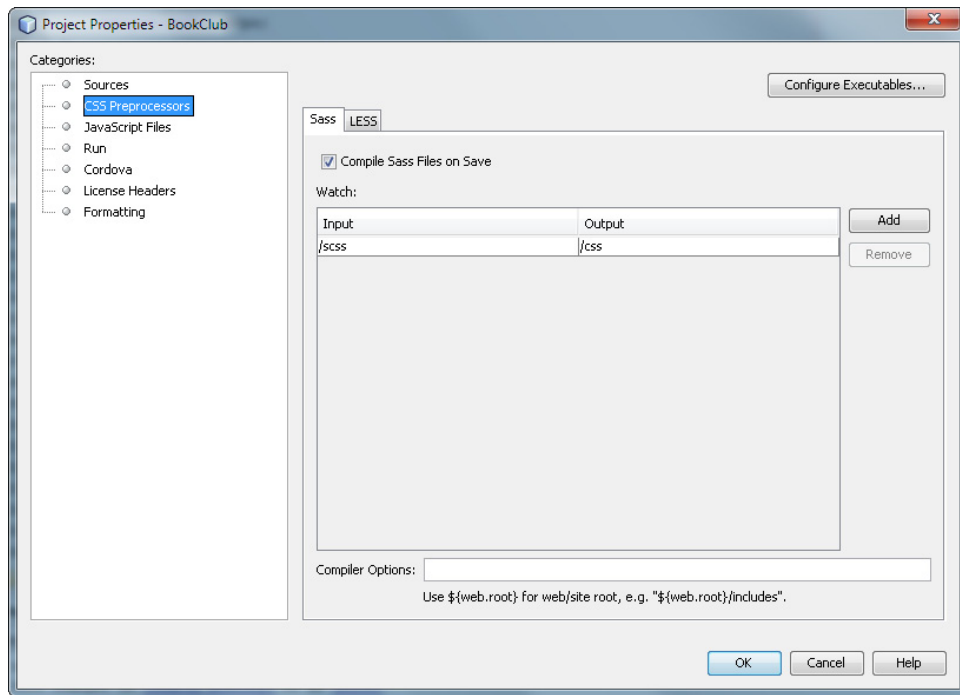 Project Properties - BookClub
Categories:
Sources
CSS Preprocessors
JavaScript Files
Run
Cordova
License Headers
Formatting
Configure Executables...
Sass LESS
Compile Sass Files on Save
Watch:
Input Output
/scss /css
Add
Remove
Compiler Options:
Use ${web.root} for web/site root, e.g. "${web.root}/includes".
OK Cancel Help